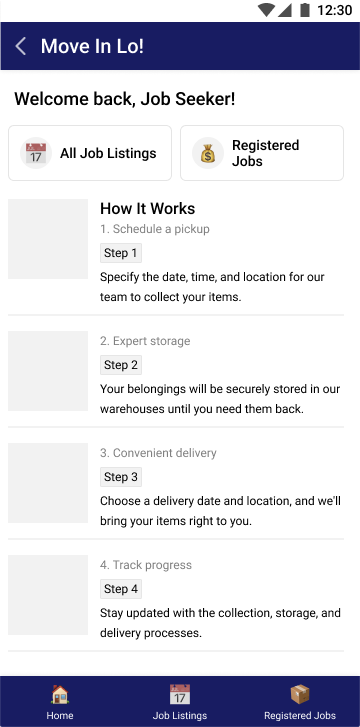 12:30
Move In Lo!
Welcome back, Job Seeker!
17
All Job Listings
Registered
Jobs
How It Works
1. Schedule a pickup
Step 1
Specify the date, time, and location for our
team to collect your items.
2. Expert storage
Step 2
Your belongings will be securely stored in our
warehouses until you need them back.
3. Convenient delivery
Step 3
Choose a delivery date and location, and we'll
bring your items right to you.
4. Track progress
Step 4
Stay updated with the collection, storage, and
delivery processes.
17
Home
Job Listings
Registered Jobs